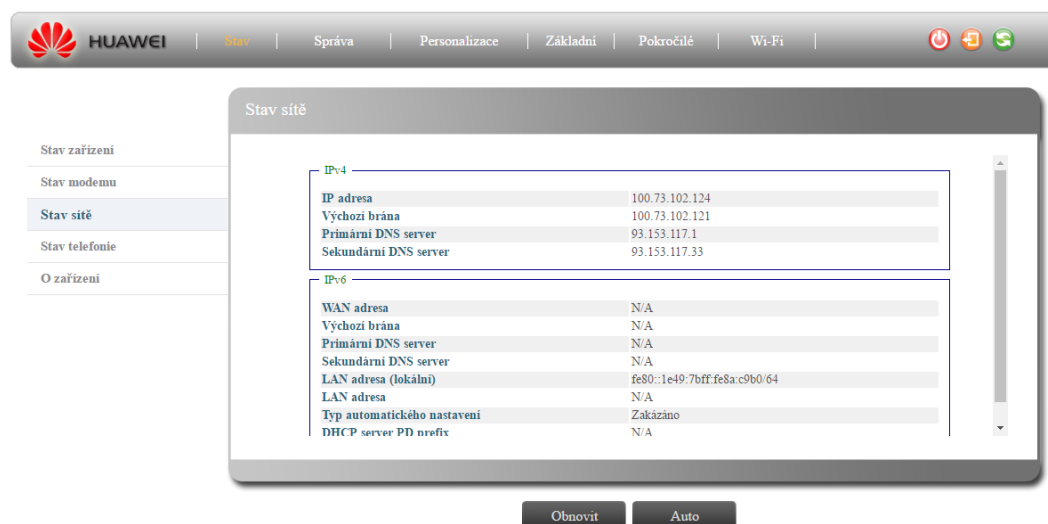 HUAWEI | Stav | Správa | Personalizace | Základní | Pokročilé | Wi-Fi |
Stav sítě
Stav zařízení
Stav modemu
Stav sítě
Stav telefonie
O zařízení
IPv4
IP adresa 100.73.102.124
Výchozí brána 100.73.102.121
Primární DNS server 93.153.117.1
Sekundární DNS server 93.153.117.33
IPv6
WAN adresa N/A
Výchozí brána N/A
Primární DNS server N/A
Sekundární DNS server N/A
LAN adresa (lokální) fe80::1e49:7bff:fe8a:c9b0/64
LAN adresa N/A
Typ automatického nastavení Zakázáno
DHCP server PD prefix N/A
Obnovit Auto